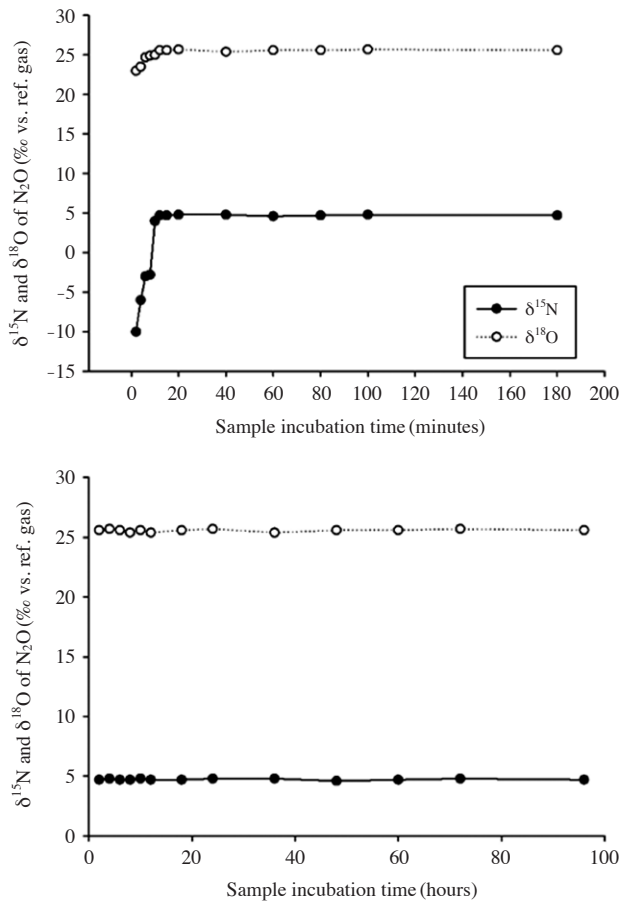 30
25
20
15
10
5
0
-5
-10
-15
δ¹⁵N and δ¹⁸O of N₂O (‰ vs. ref. gas)
δ¹⁵N
δ¹⁸O
0 20 40 60 80 100 120 140 160 180 200
Sample incubation time (minutes)
30
25
20
15
10
5
0
δ¹⁵N and δ¹⁸O of N₂O (‰ vs. ref. gas)
0 20 40 60 80 100
Sample incubation time (hours)